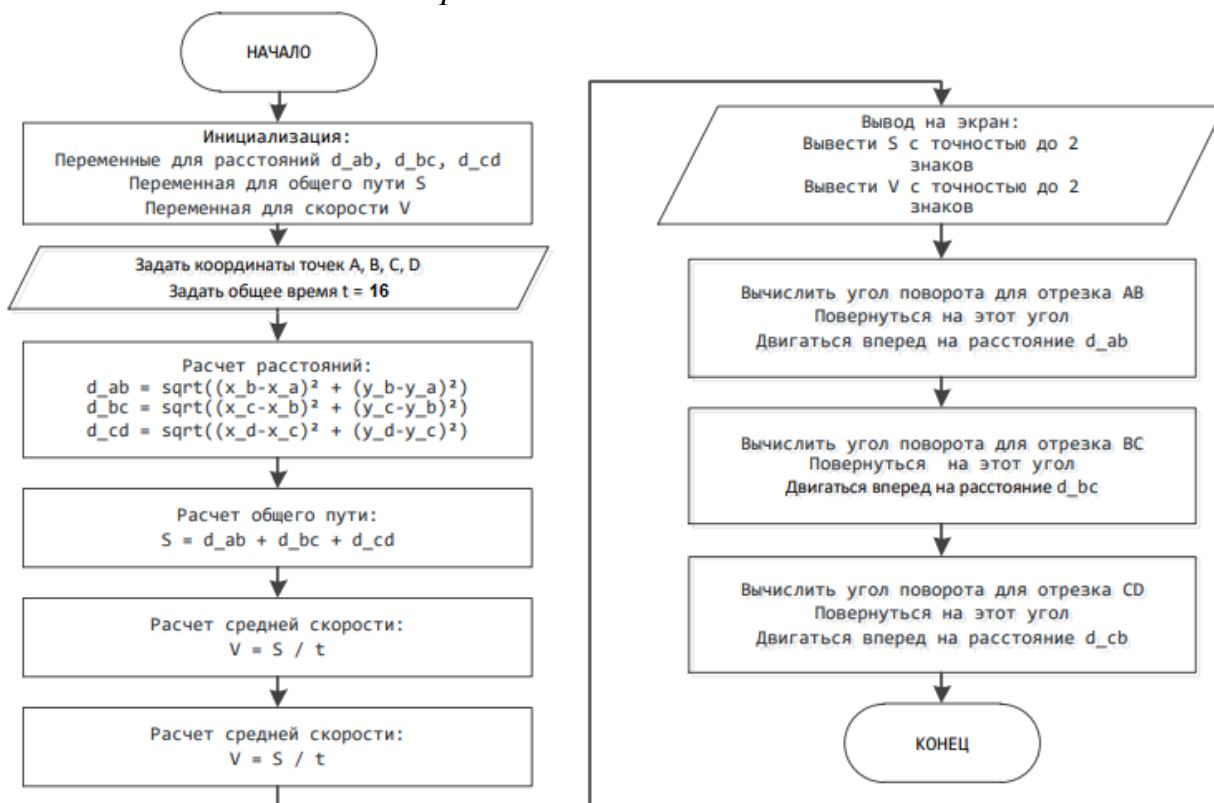 НАЧАЛО
Инициализация:
Переменные для расстояний d_ab, d_bc, d_cd
Переменная для общего пути S
Переменная для скорости V
Задать координаты точек A, B, C, D
Задать общее время t = 16
Расчет расстояний:
d_ab = sqrt((x_b-x_a)² + (y_b-y_a)²)
d_bc = sqrt((x_c-x_b)² + (y_c-y_b)²)
d_cd = sqrt((x_d-x_c)² + (y_d-y_c)²)
Расчет общего пути:
S = d_ab + d_bc + d_cd
Расчет средней скорости:
V = S / t
Расчет средней скорости:
V = S / t
Вывод на экран:
Вывести S с точностью до 2
знаков
Вывести V с точностью до 2
знаков
Вычислить угол поворота для отрезка AB
Повернуться на этот угол
Двигаться вперед на расстояние d_ab
Вычислить угол поворота для отрезка BC
Повернуться на этот угол
Двигаться вперед на расстояние d_bc
Вычислить угол поворота для отрезка CD
Повернуться на этот угол
Двигаться вперед на расстояние d_cb
КОНЕЦ